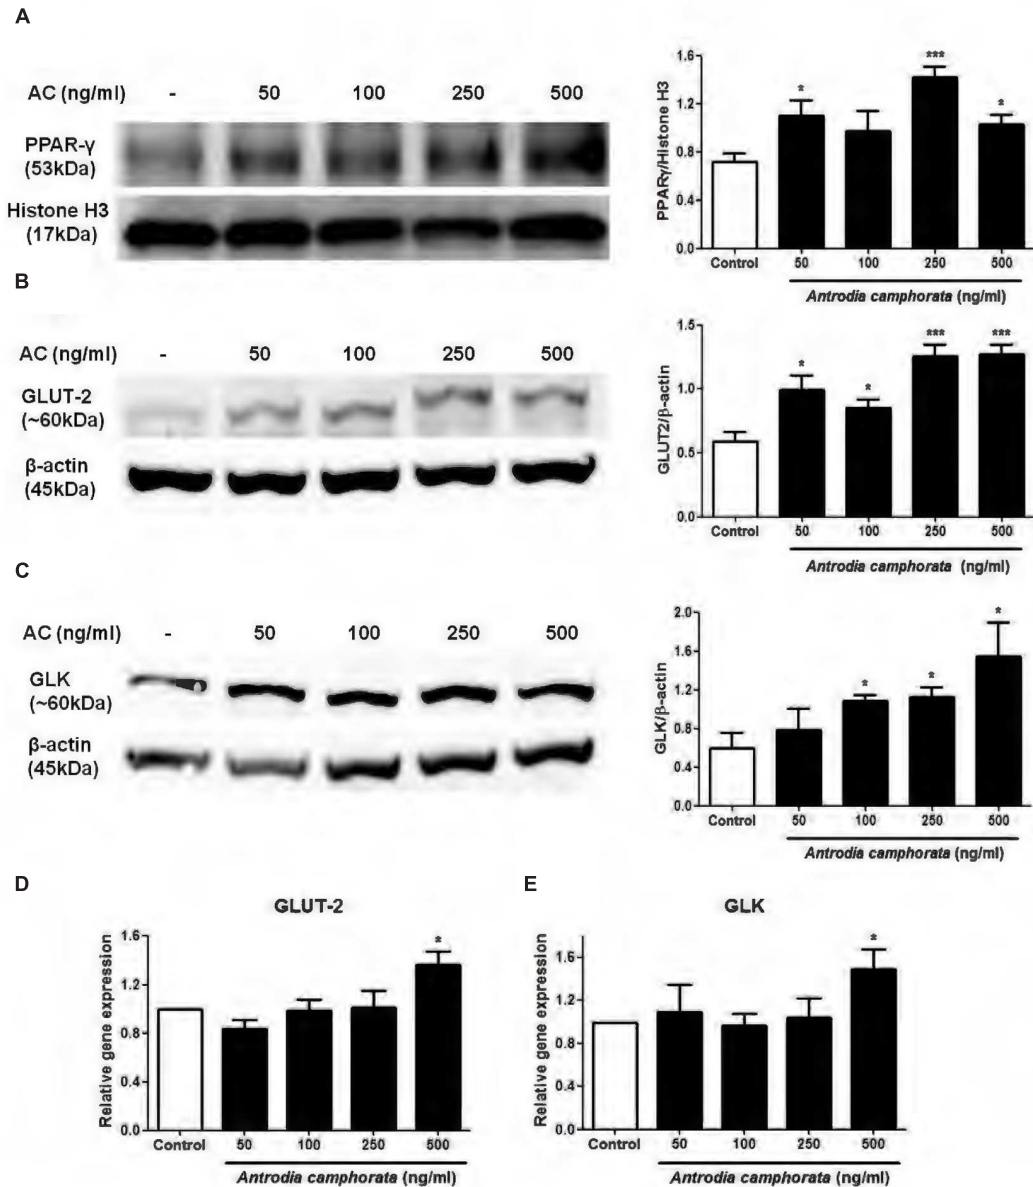 A
AC (ng/ml) - 50 100 250 500
PPAR-γ
(53kDa)
Histone H3
(17kDa)
PPARγ/Histone H3
1.6
1.2
0.8
0.4
0.0
* *** *
Control 50 100 250 500
Antrodia camphorata (ng/ml)
B
AC (ng/ml) - 50 100 250 500
GLUT-2
(~60kDa)
β-actin
(45kDa)
GLUT2/β-actin
1.5
1.0
0.5
0.0
* * *** ***
Control 50 100 250 500
Antrodia camphorata (ng/ml)
C
AC (ng/ml) - 50 100 250 500
GLK
(~60kDa)
β-actin
(45kDa)
GLK/β-actin
2.0
1.6
1.2
0.8
0.4
0.0
* * *
Control 50 100 250 500
Antrodia camphorata (ng/ml)
D
GLUT-2
Relative gene expression
1.6
1.2
0.8
0.4
0.0
*
Control 50 100 250 500
Antrodia camphorata (ng/ml)
E
GLK
Relative gene expression
1.6
1.2
0.8
0.4
0.0
*
Control 50 100 250 500
Antrodia camphorata (ng/ml)